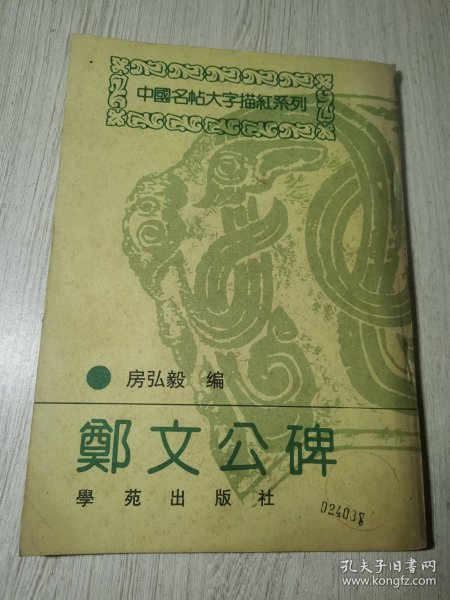 中國名帖大字描紅系列
房弘毅 编
鄭文公碑
學苑出版社
024038
孔夫子旧书网
www.kongfz.com